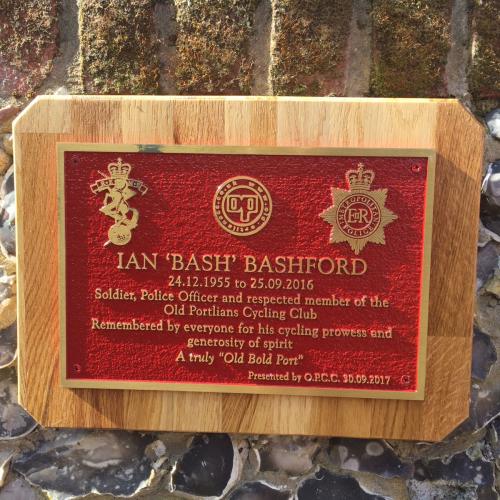 IAN 'BASH' BASHFORD
24.12.1955 to 25.09.2016
Soldier, Police Officer and respected member of the
Old Portlians Cycling Club
Remembered by everyone for his cycling prowess and
generosity of spirit
A truly "Old Bold Port"
Presented by O.P.C.C. 30.09.2017